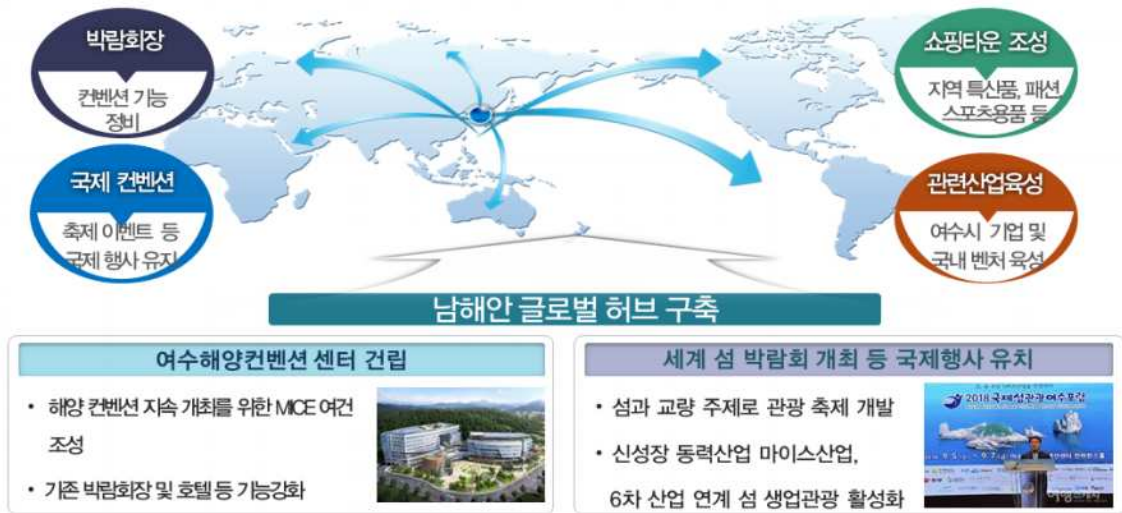 박람회장
컨벤션 기능
정비
쇼핑타운 조성
지역 특산품, 패션
스포츠용품 등
국제 컨벤션
축제 이벤트 등
국제 행사 유치
관련산업육성
여수시 기업 및
국내 벤처 육성
남해안 글로벌 허브 구축
여수해양컨벤션 센터 건립
• 해양 컨벤션 지속 개최를 위한 MICE 여건
조성
• 기존 박람회장 및 호텔 등 기능강화
세계 섬 박람회 개최 등 국제행사 유치
• 섬과 교량 주제로 관광 축제 개발
• 신성장 동력산업 마이스산업,
6차 산업 연계 섬 생업관광 활성화
2018 국제섬관광여수포럼